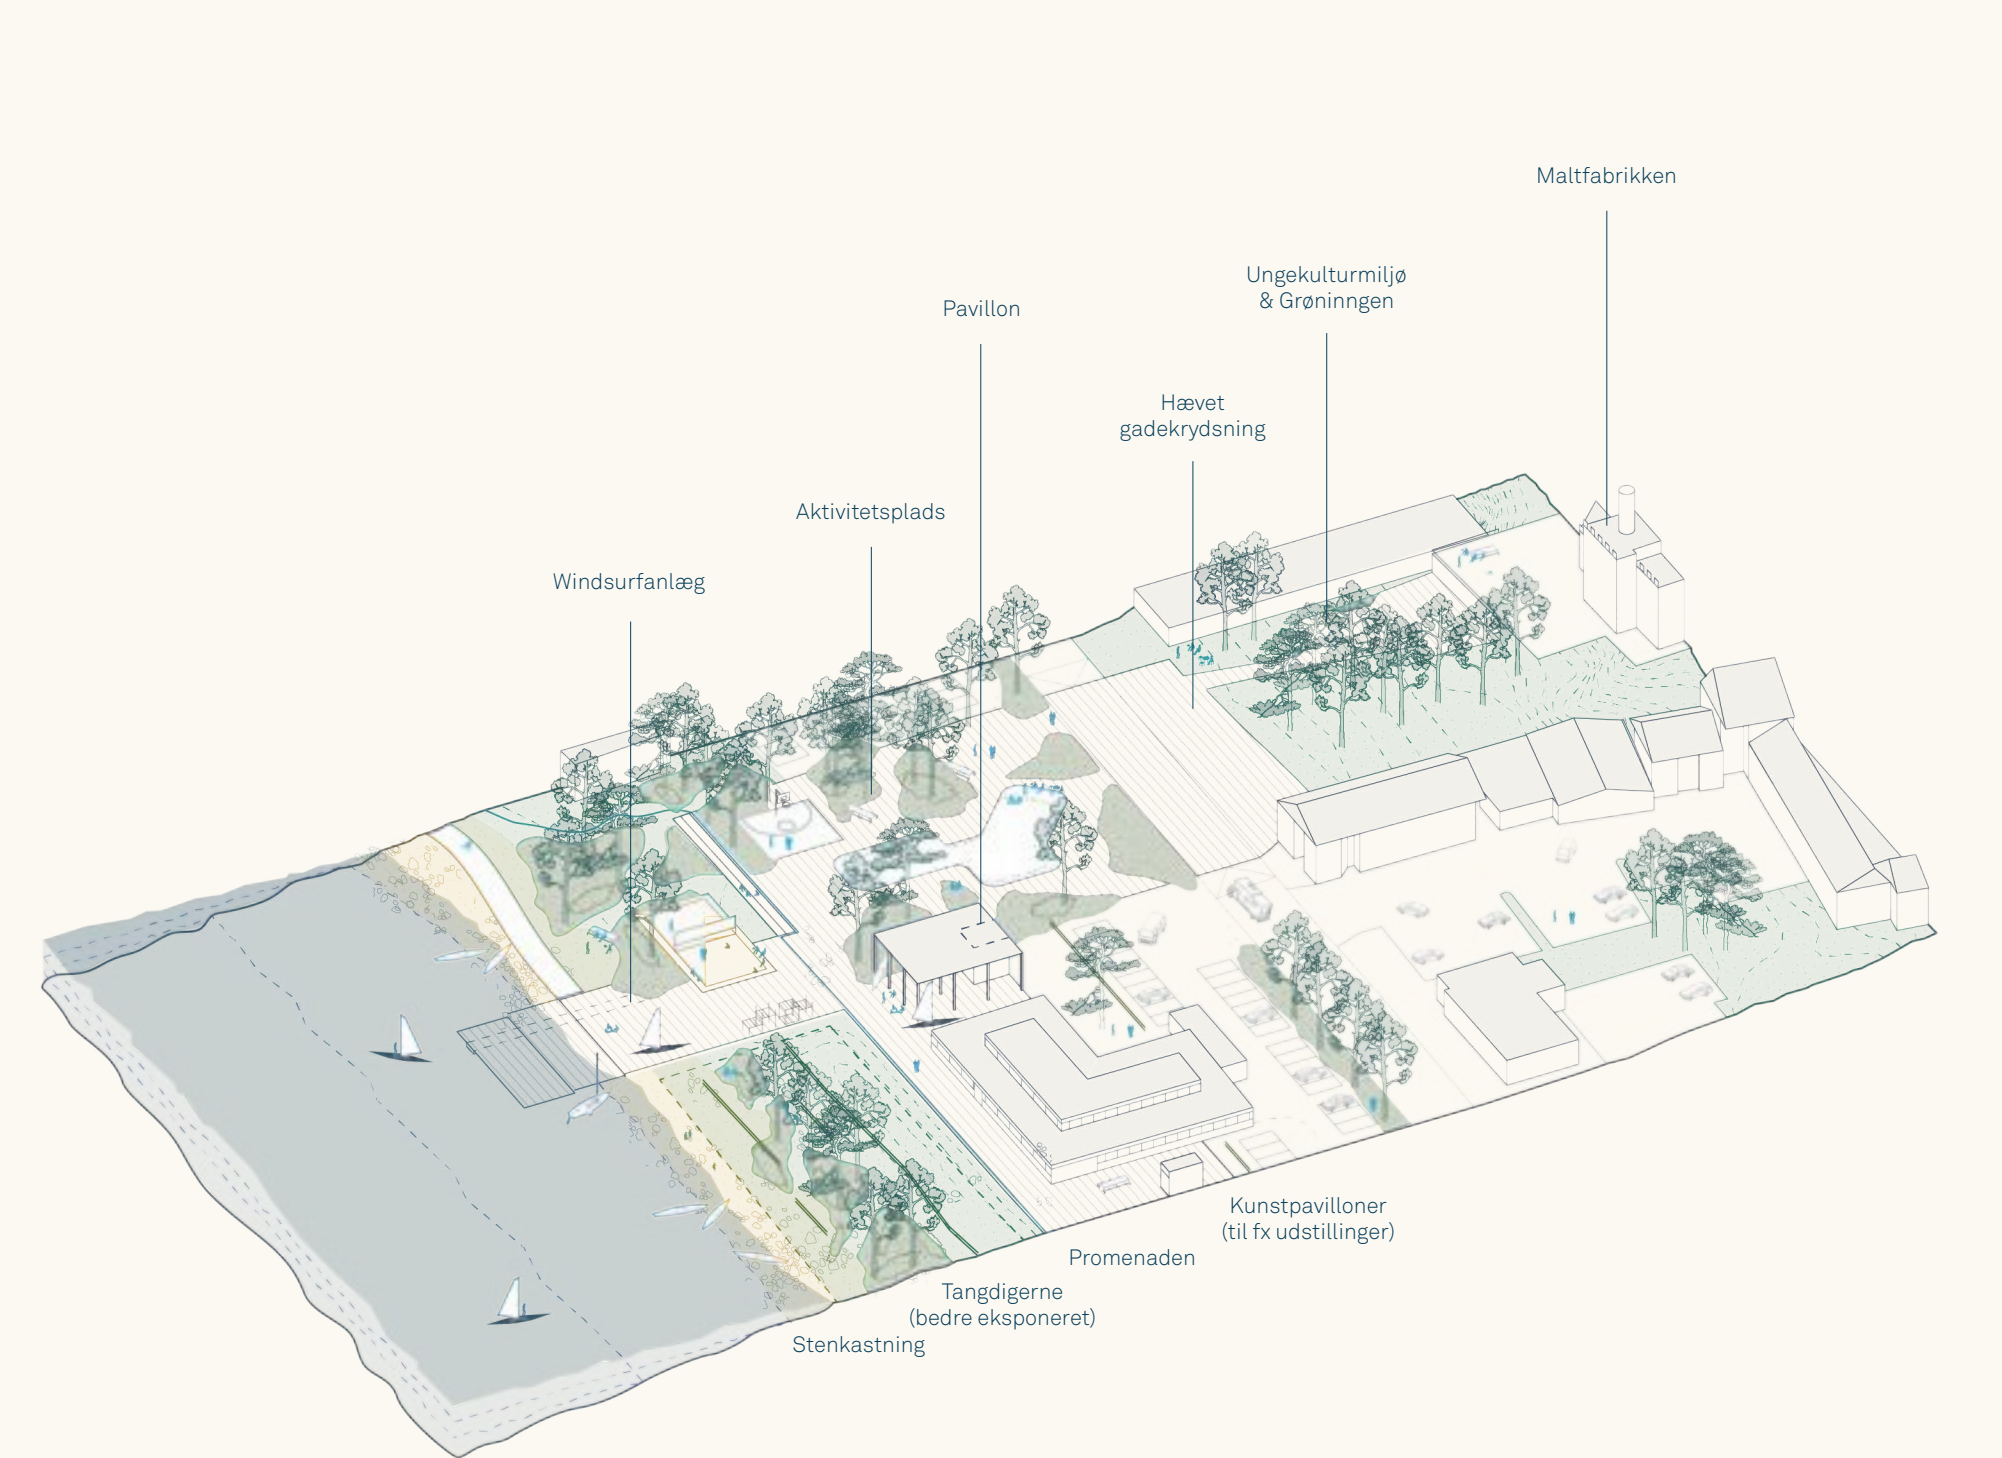 Maltfabrikken
Ungekulturmiljø
& Grøninngen
Pavillon
Hævet
gadekrydsning
Aktivitetsplads
Windsurfanlæg
Kunstpavilloner
(til fx udstillinger)
Promenaden
Tangdigerne
(bedre eksponeret)
Stenkastning